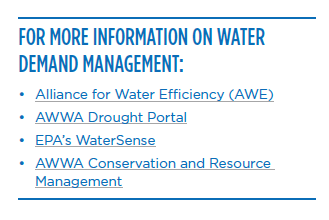 FOR MORE INFORMATION ON WATER
DEMAND MANAGEMENT:
• Alliance for Water Efficiency (AWE)
• AWWA Drought Portal
• EPA's WaterSense
• AWWA Conservation and Resource
Management